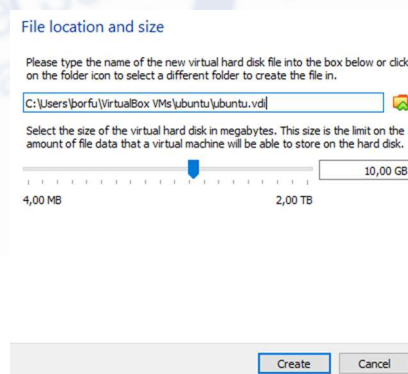 File location and size
Please type the name of the new virtual hard disk file into the box below or click
on the folder icon to select a different folder to create the file in.
C:\Users\borfu\VirtualBox VMs\ubuntu\ubuntu.vdi
Select the size of the virtual hard disk in megabytes. This size is the limit on the
amount of file data that a virtual machine will be able to store on the hard disk.
10,00 GB
4,00 MB 2,00 TB
Create Cancel